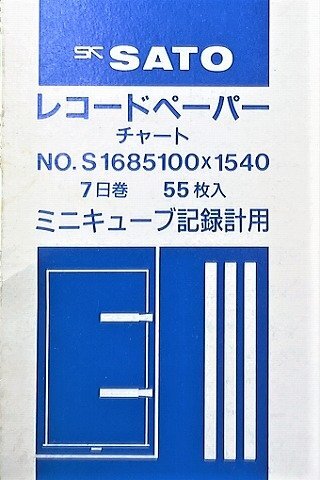 SK SATO
レコードペーパー
チャート
NO. S1685100×1540
7日巻 55枚入
ミニキューブ記録計用